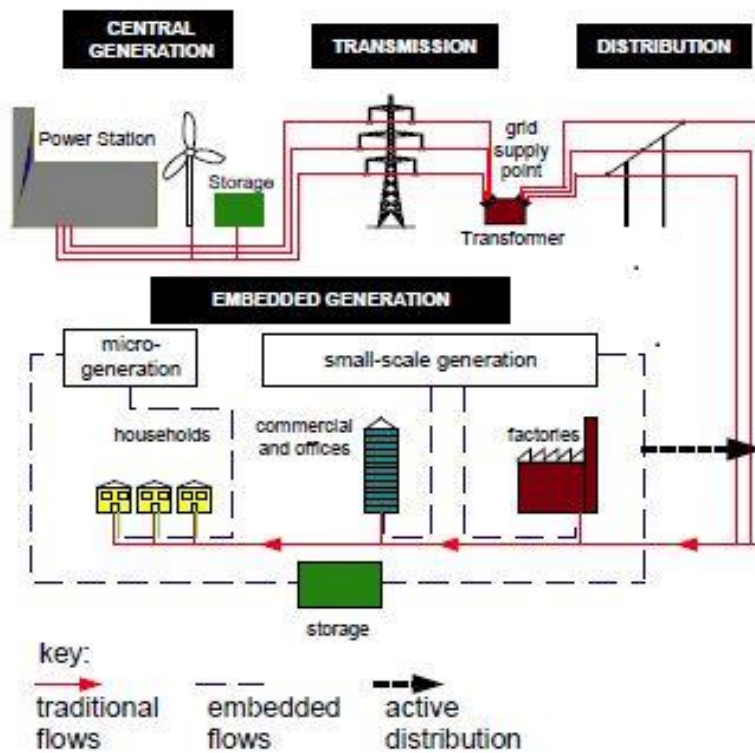 CENTRAL
GENERATION
TRANSMISSION
DISTRIBUTION
Power Station
Storage
grid
supply
point
Transformer
EMBEDDED GENERATION
micro-
generation
small-scale generation
households
commercial
and offices
factories
storage
key:
traditional
flows
embedded
flows
active
distribution